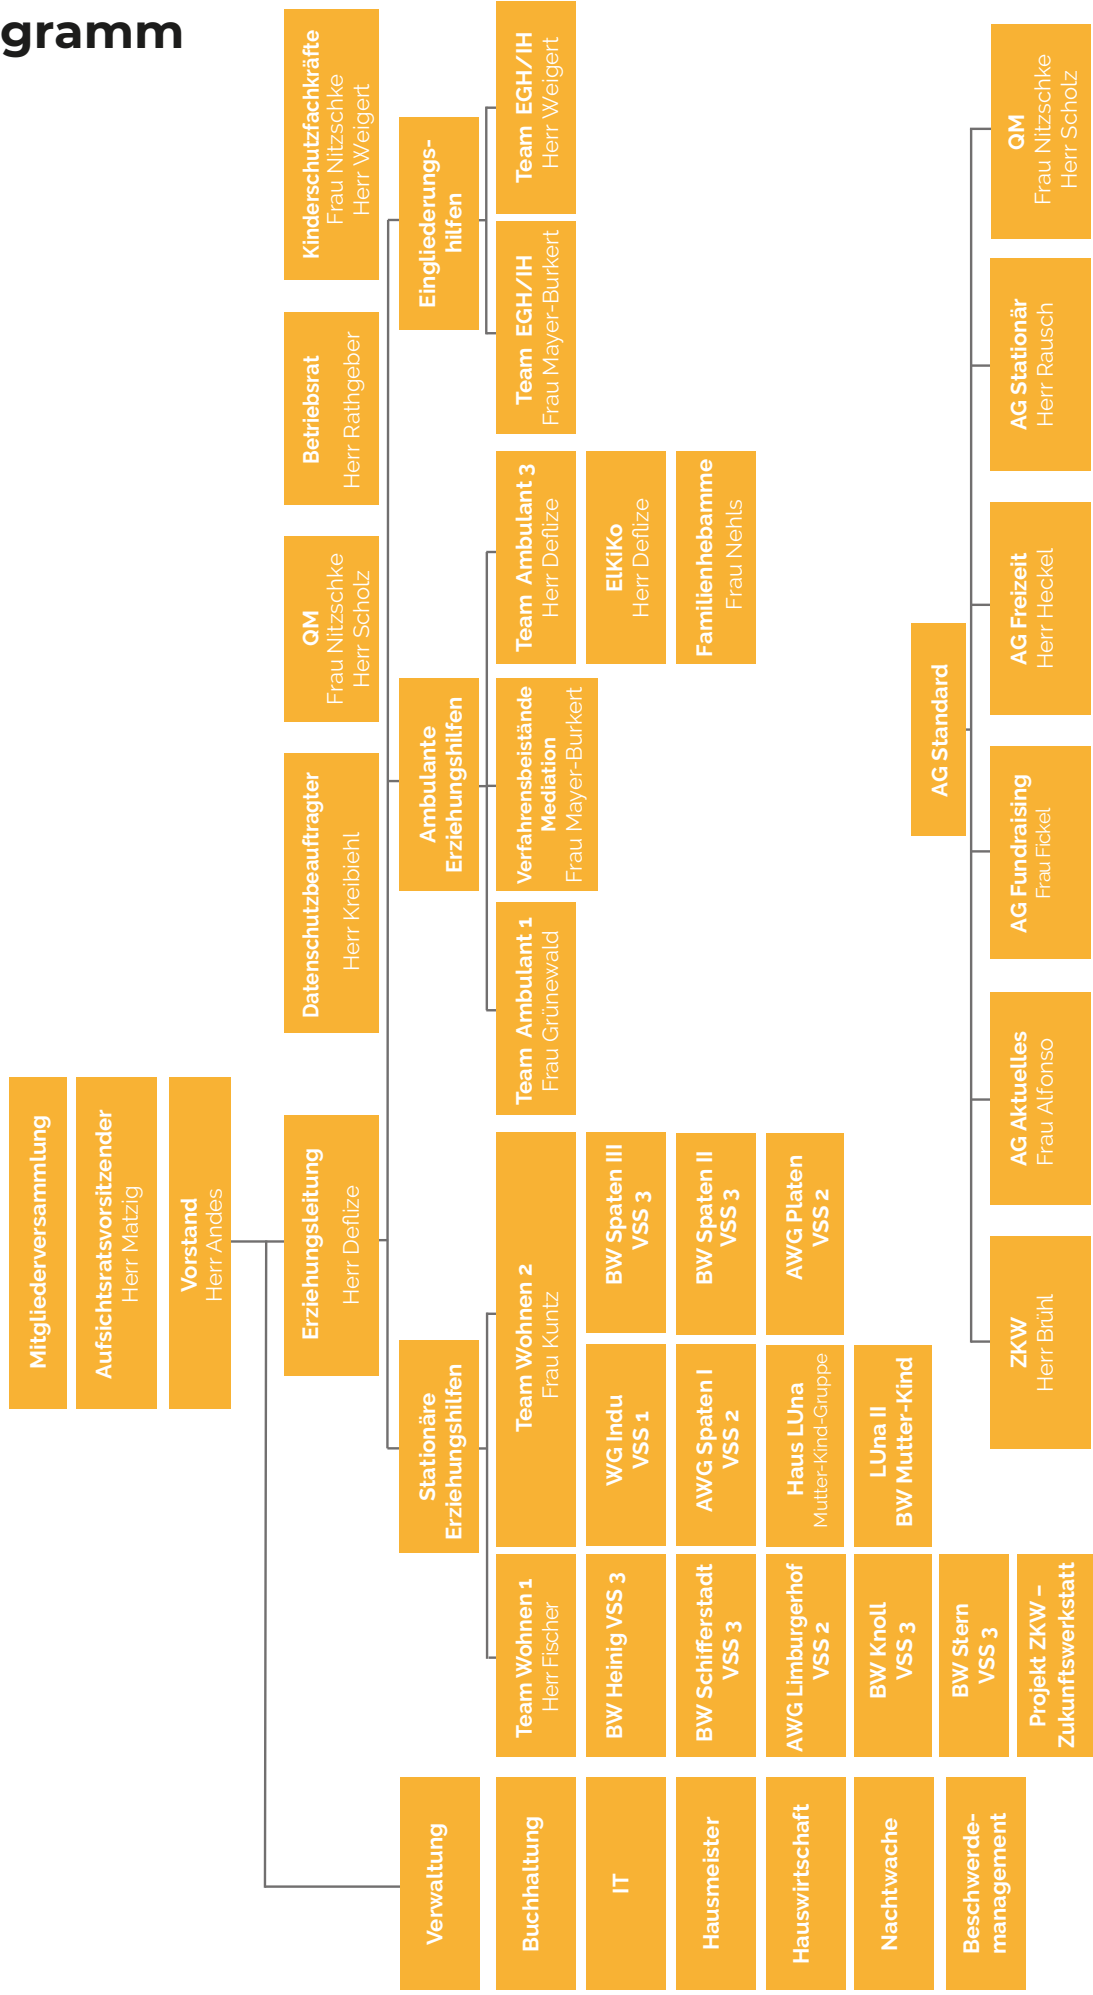 gramm
Mitgliederversammlung
Aufsichtsratsvorsitzender
Herr Matzig
Vorstand
Herr Andes
Erziehungsleitung
Herr Deflize
Datenschutzbeauftragter
Herr Kreibiehl
QM
Frau Nitzschke
Herr Scholz
Betriebsrat
Herr Rathgeber
Kinderschutzfachkräfte
Frau Nitzschke
Herr Weigert
Verwaltung
Buchhaltung
IT
Hausmeister
Hauswirtschaft
Nachtwache
Beschwerde-
management
Stationäre
Erziehungshilfen
Team Wohnen 1
Herr Fischer
BW Heinig VSS 3
BW Schifferstadt
VSS 3
AWG Limburgerhof
VSS 2
BW Knoll
VSS 3
BW Stern
VSS 3
Projekt ZKW –
Zukunftswerkstatt
Team Wohnen 2
Frau Kuntz
WG Indu
VSS 1
AWG Spaten I
VSS 2
Haus LUna
Mutter-Kind-Gruppe
LUna II
BW Mutter-Kind
BW Spaten III
VSS 3
BW Spaten II
VSS 3
AWG Platen
VSS 2
Ambulante
Erziehungshilfen
Team Ambulant 1
Frau Grünewald
Verfahrensbeistände
Mediation
Frau Mayer-Burkert
Team Ambulant 3
Herr Deflize
ElKiKo
Herr Deflize
Familienhebamme
Frau Nehls
Eingliederungs-
hilfen
Team EGH/IH
Frau Mayer-Burkert
Team EGH/IH
Herr Weigert
AG Standard
ZKW
Herr Brühl
AG Aktuelles
Frau Alfonso
AG Fundraising
Frau Fickel
AG Freizeit
Herr Heckel
AG Stationär
Herr Rausch
QM
Frau Nitzschke
Herr Scholz